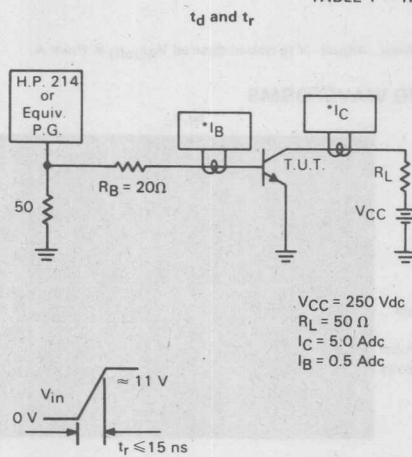 t_d and t_r
H.P. 214
or
Equiv.
P.G.
*I_B
*I_C
50
R_B = 20Ω
T.U.T.
R_L
V_CC
V_CC = 250 Vdc
R_L = 50 Ω
I_C = 5.0 Adc
I_B = 0.5 Adc
V_in
≈ 11 V
0 V
t_r ≤ 15 ns